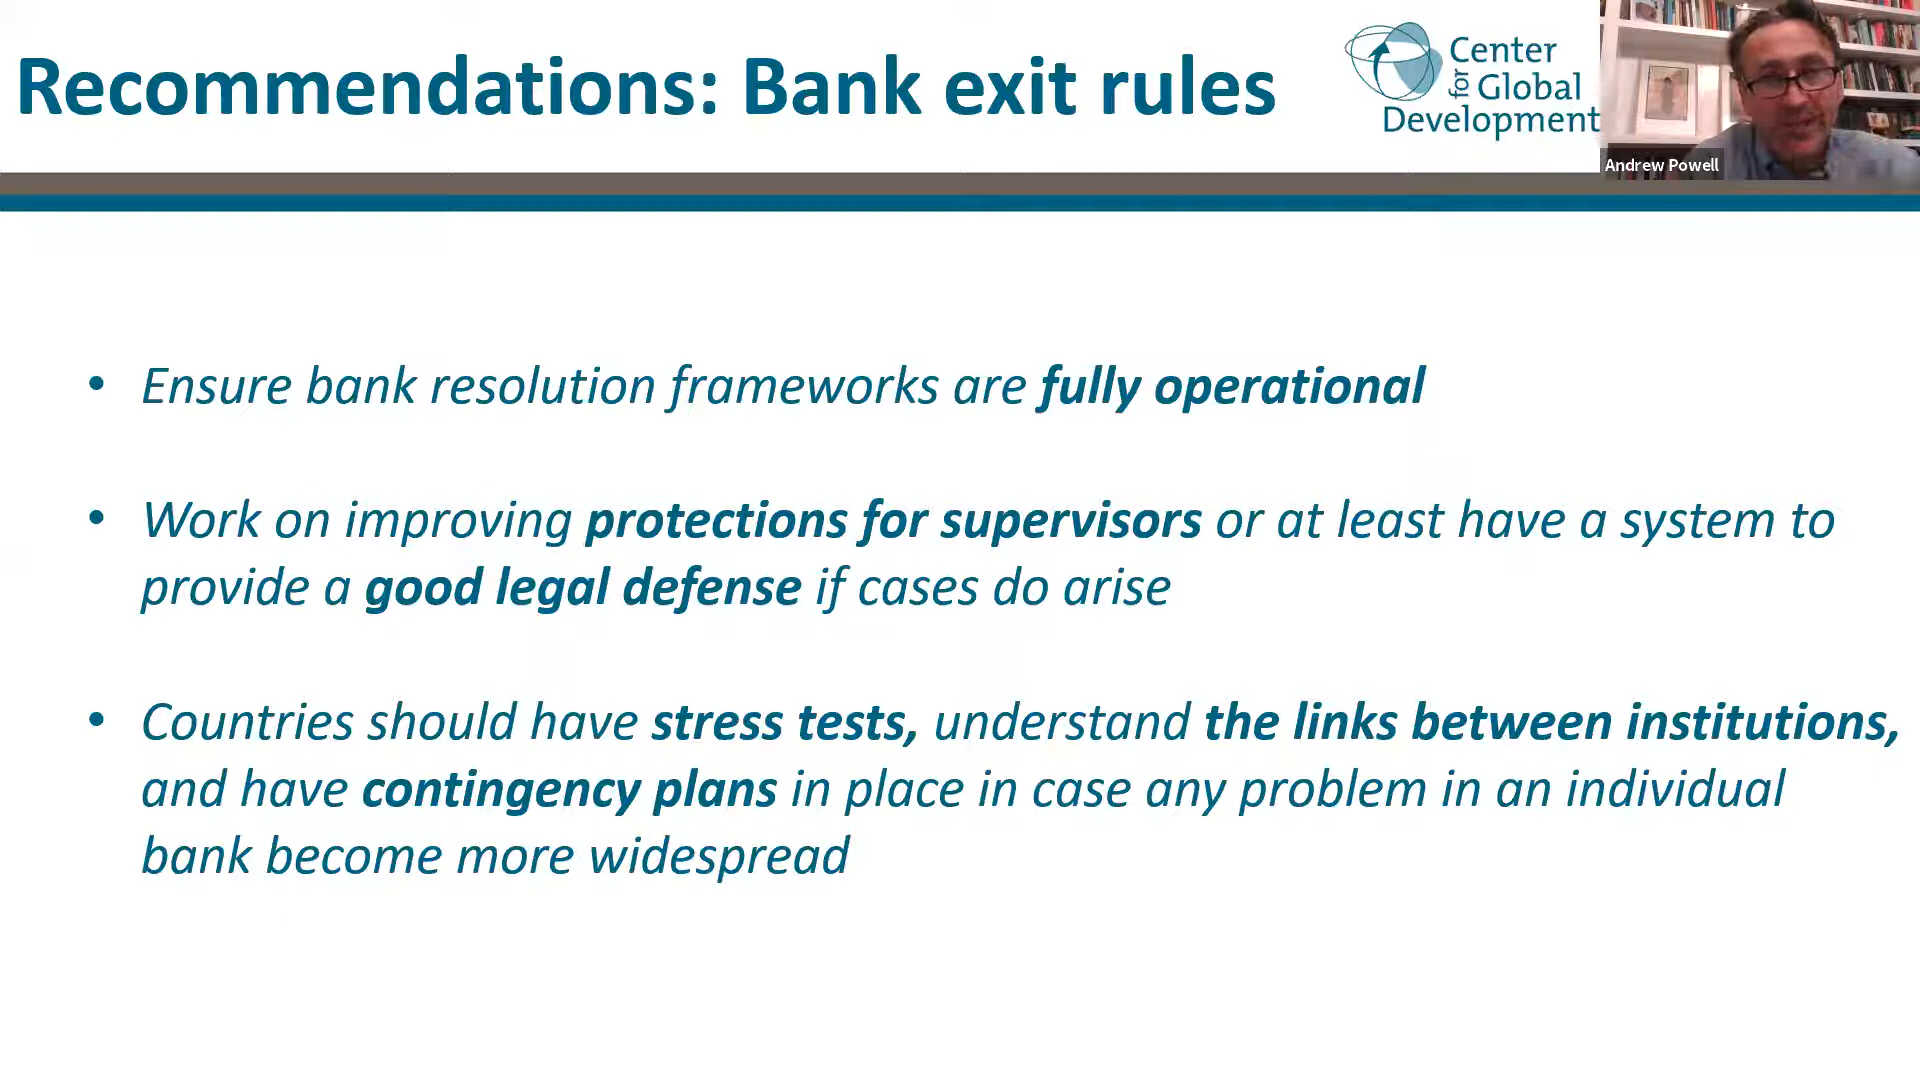 Recommendations: Bank exit rules
Center
for Global
Development
Andrew Powell
• Ensure bank resolution frameworks are fully operational
• Work on improving protections for supervisors or at least have a system to
provide a good legal defense if cases do arise
• Countries should have stress tests, understand the links between institutions,
and have contingency plans in place in case any problem in an individual
bank become more widespread